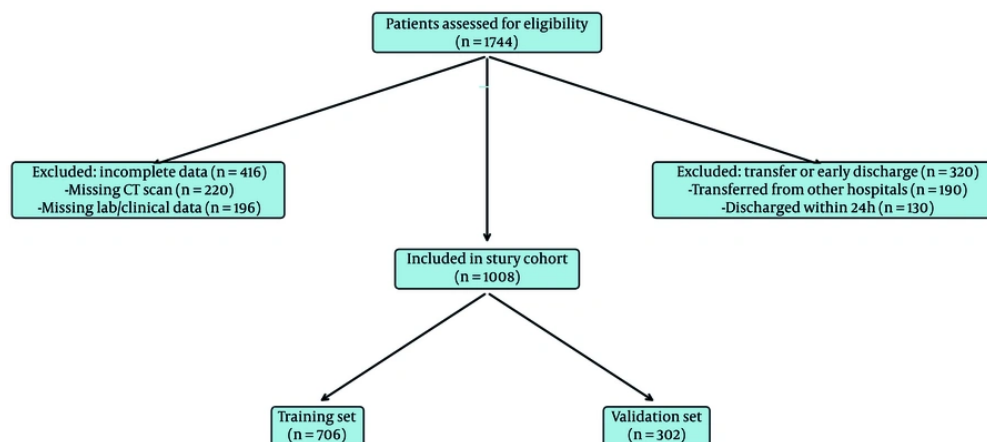 Patients assessed for eligibility
(n = 1744)
Excluded: incomplete data (n = 416)
-Missing CT scan (n = 220)
-Missing lab/clinical data (n = 196)
Excluded: transfer or early discharge (n = 320)
-Transferred from other hospitals (n = 190)
-Discharged within 24h (n = 130)
Included in stury cohort
(n = 1008)
Training set
(n = 706)
Validation set
(n = 302)